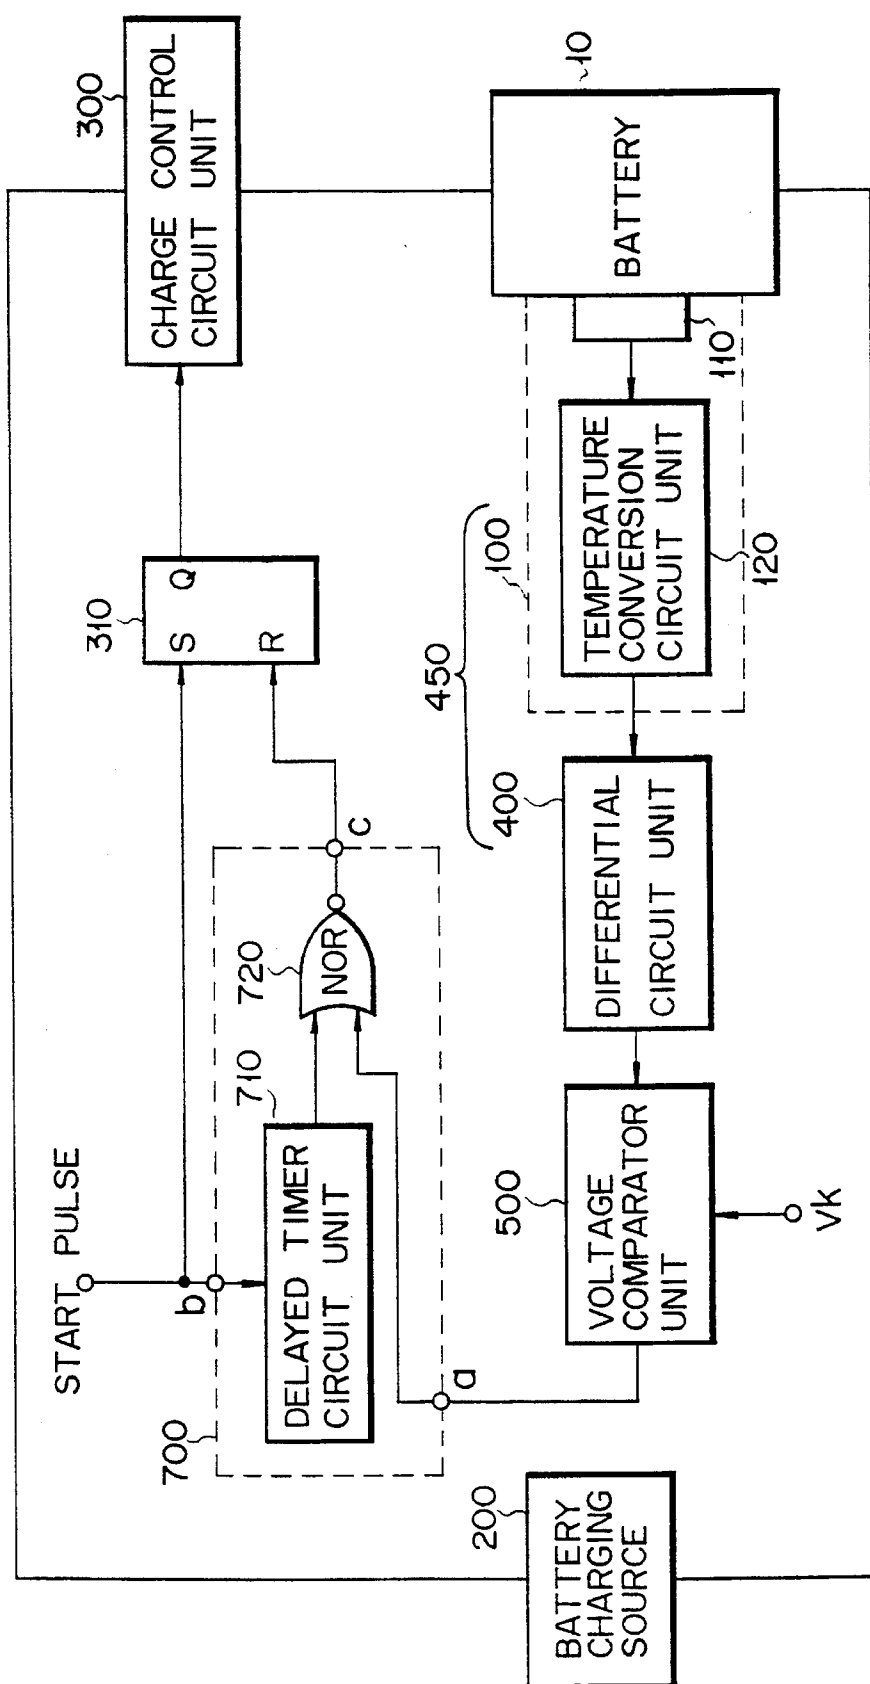 START PULSE
b
700
DELAYED TIMER
CIRCUIT UNIT
710
720
NOR
c
a
310
S Q
R
300
CHARGE CONTROL
CIRCUIT UNIT
200
BATTERY
CHARGING
SOURCE
500
VOLTAGE
COMPARATOR
UNIT
Vk
450
400
DIFFERENTIAL
CIRCUIT UNIT
100
TEMPERATURE
CONVERSION
CIRCUIT UNIT
120
110
BATTERY
10